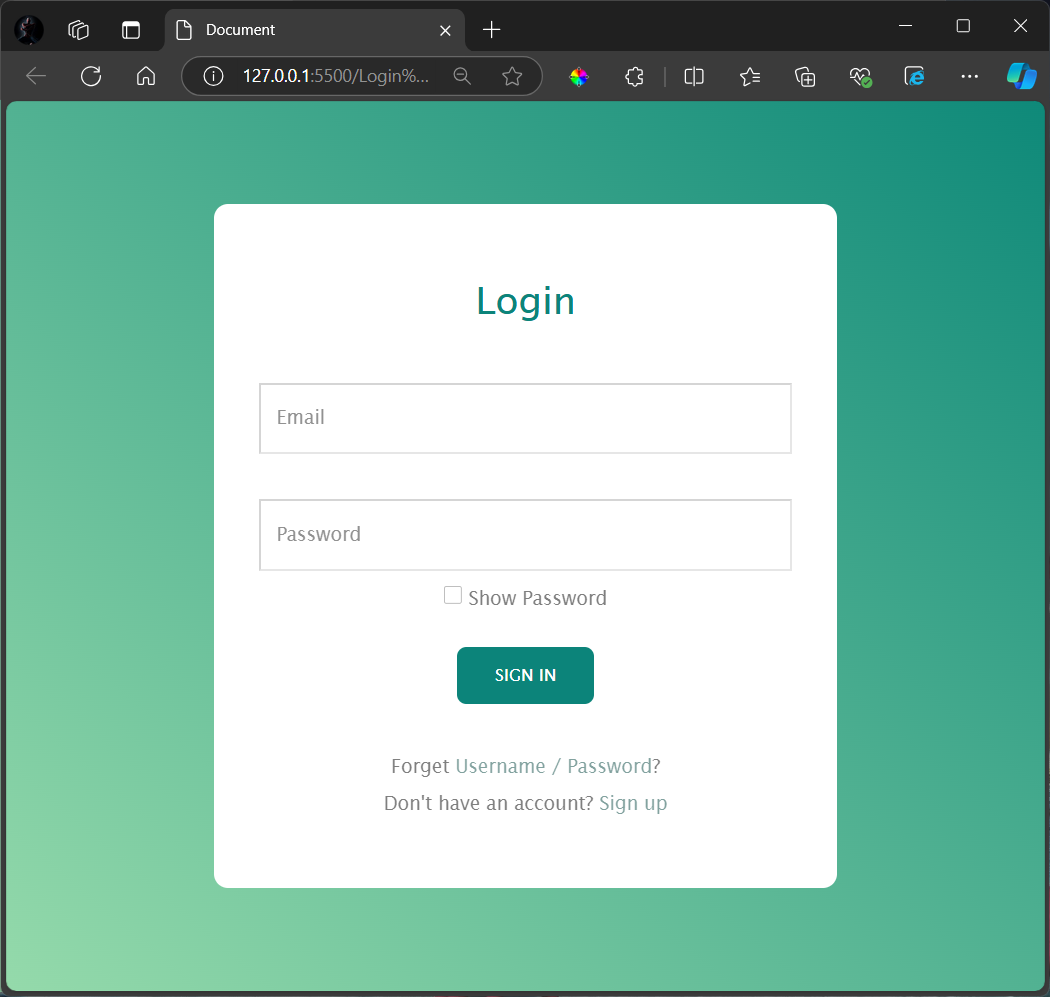 Document
127.0.0.1:5500/Login%...
Login
Email
Password
Show Password
SIGN IN
Forget Username / Password?
Don't have an account? Sign up